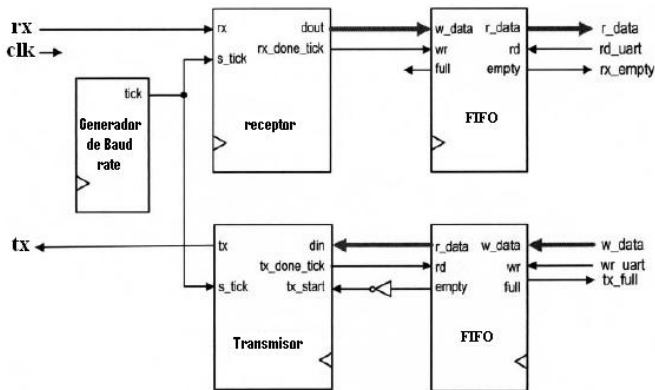 rx
clk
rx
dout
s_tick
rx_done_tick
receptor
w_data
r_data
wr
rd
full
empty
FIFO
r_data
rd_uart
rx_empty
tick
Generador
de Baud
rate
tx
tx
din
tx_done_tick
s_tick
tx_start
Transmisor
r_data
w_data
rd
wr
empty
full
FIFO
w_data
wr_uart
tx_full